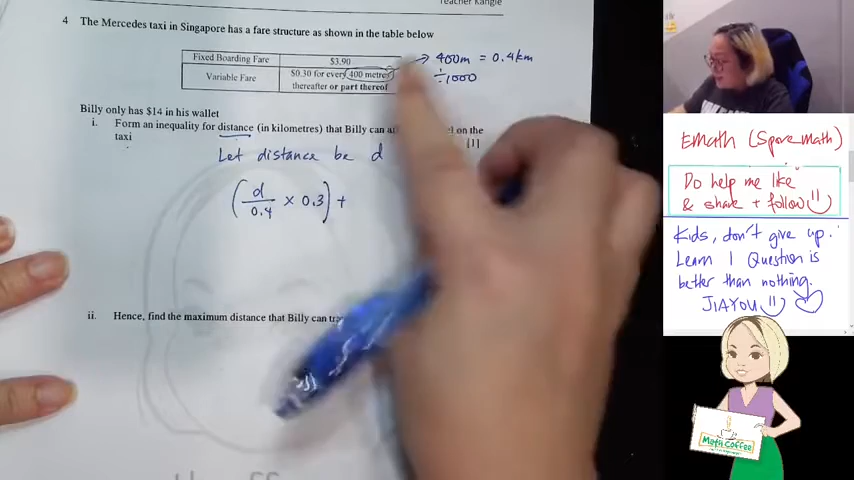 Teacher Kangie
4 The Mercedes taxi in Singapore has a fare structure as shown in the table below
Fixed Boarding Fare $3.90
Variable Fare $0.30 for every 400 metres
thereafter or part thereof
→ 400m = 0.4km
÷1000
Billy only has $14 in his wallet
i. Form an inequality for distance (in kilometres) that Billy can on the
taxi [1]
Let distance be d
(d/0.4 × 0.3) +
ii. Hence, find the maximum distance that Billy can
Emath (Spore math)
Do help me like
& share + follow
Kids, don't give up.
Learn 1 Question is
better than nothing.
JIAYOU
Math Coffee